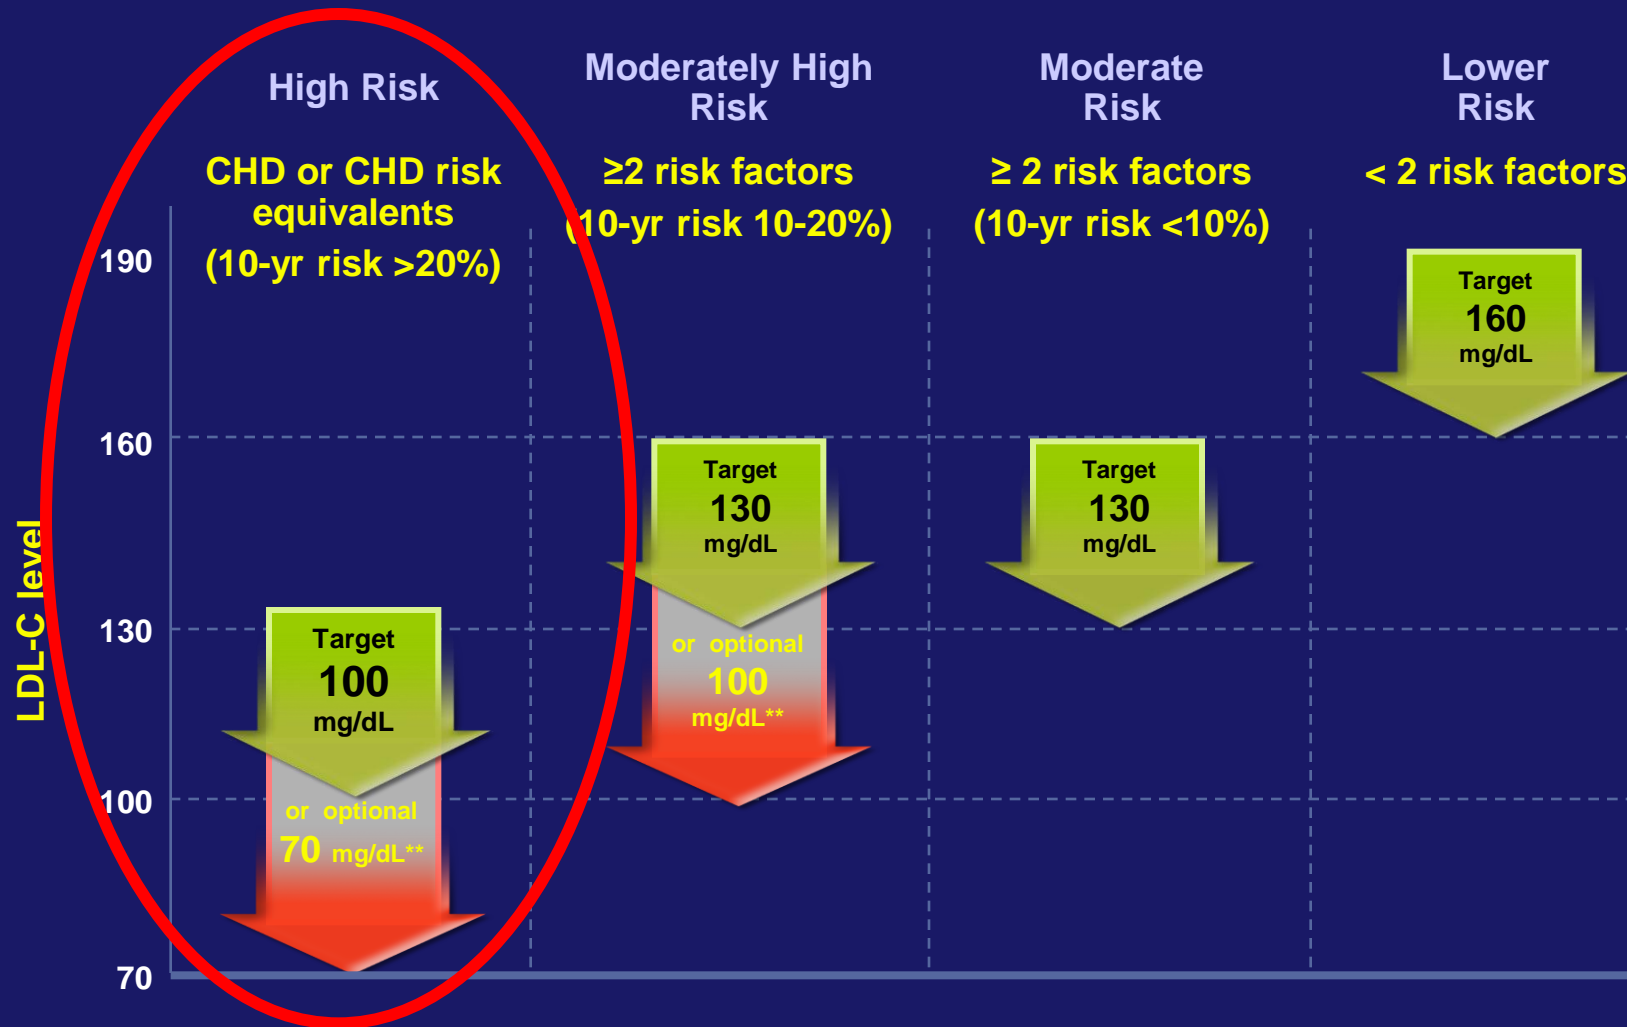 High Risk
CHD or CHD risk
equivalents
(10-yr risk >20%)
Moderately High
Risk
≥2 risk factors
(10-yr risk 10-20%)
Moderate
Risk
≥ 2 risk factors
(10-yr risk <10%)
Lower
Risk
< 2 risk factors
LDL-C level
190
160
130
100
70
Target
100
mg/dL
or optional
70 mg/dL**
Target
130
mg/dL
or optional
100
mg/dL**
Target
130
mg/dL
Target
160
mg/dL